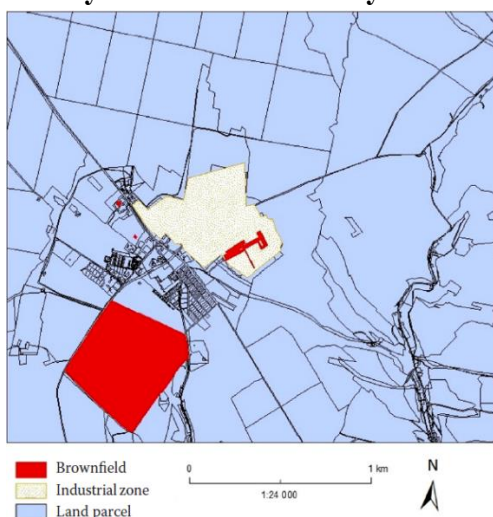 Brownfield
Industrial zone
Land parcel
0 1 km
1:24 000
N